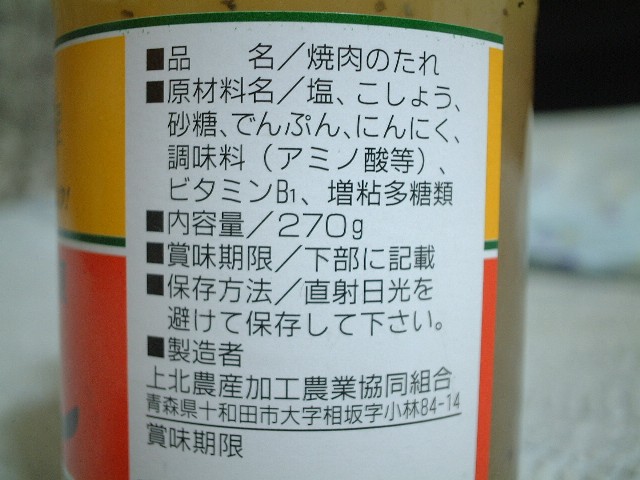 ■品　　名／焼肉のたれ
■原材料名／塩、こしょう、
砂糖、でんぷん、にんにく、
調味料（アミノ酸等）、
ビタミンB₁、増粘多糖類
■内容量／270g
■賞味期限／下部に記載
■保存方法／直射日光を
避けて保存して下さい。
■製造者
上北農産加工農業協同組合
青森県十和田市大字相坂字小林84-14
賞味期限